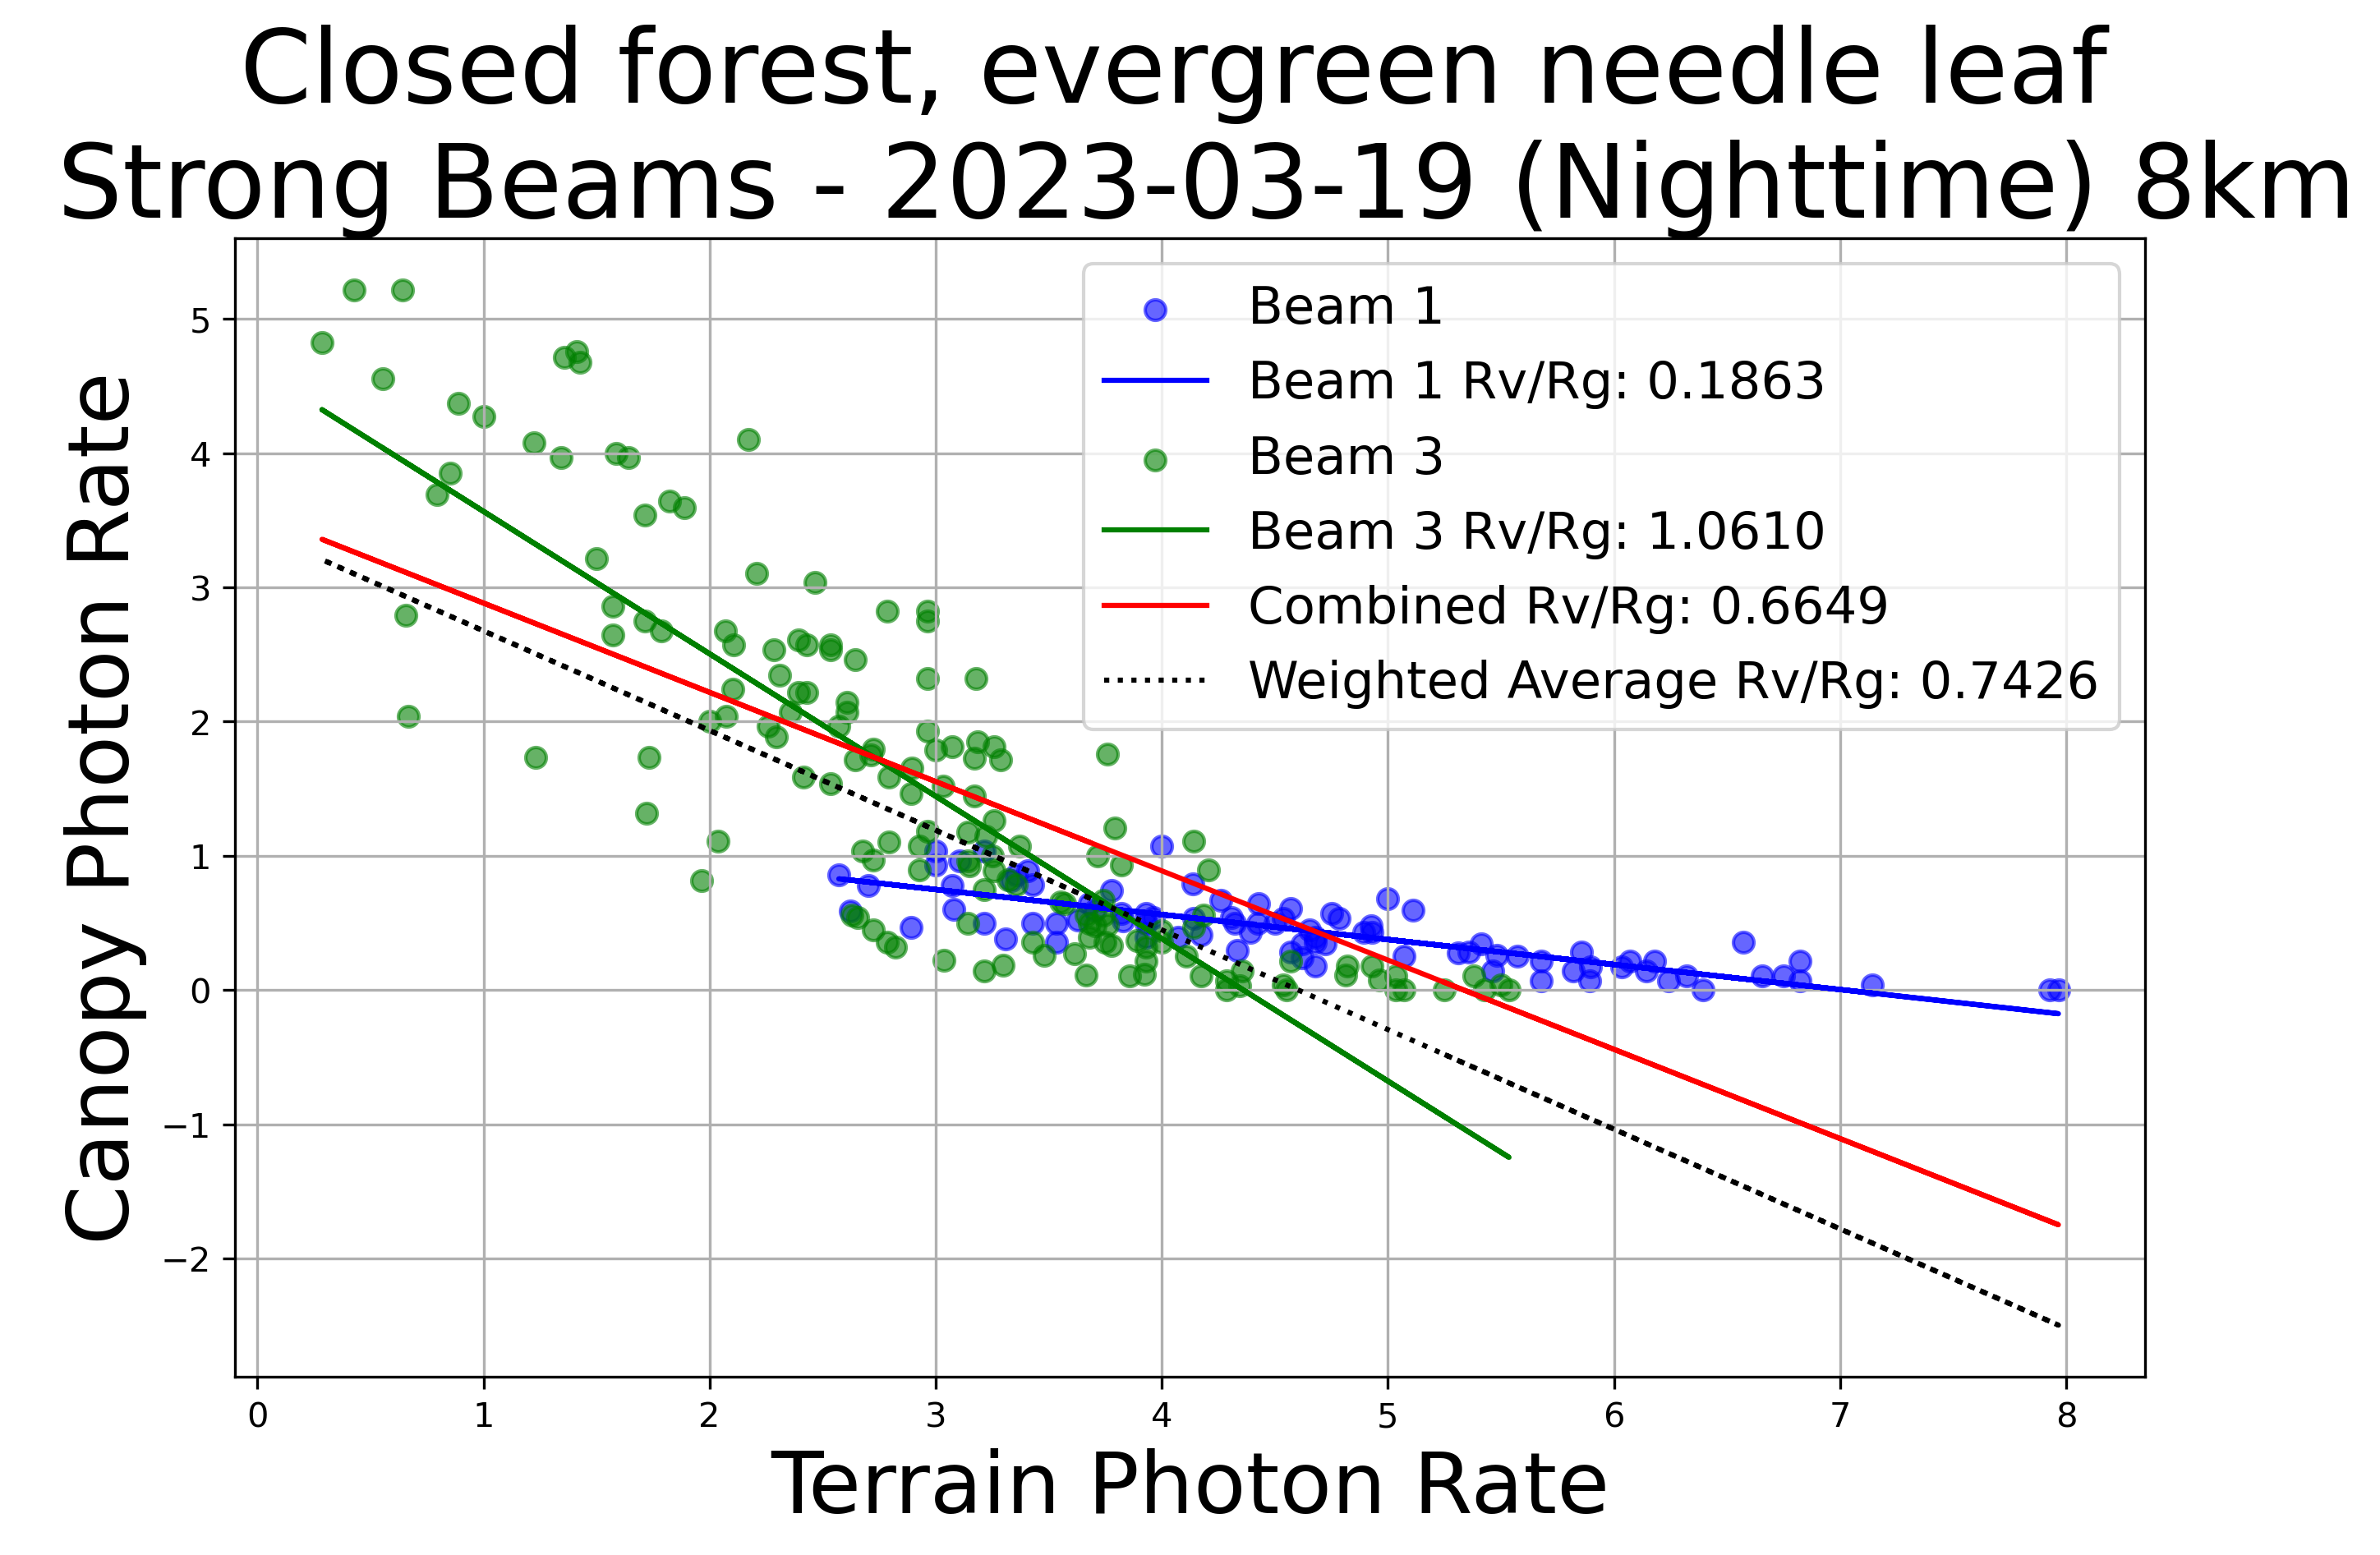 Closed forest, evergreen needle leaf
Strong Beams - 2023-03-19 (Nighttime) 8km
Canopy Photon Rate
5
4
3
2
1
0
−1
−2
Beam 1
Beam 1 Rv/Rg: 0.1863
Beam 3
Beam 3 Rv/Rg: 1.0610
Combined Rv/Rg: 0.6649
Weighted Average Rv/Rg: 0.7426
0 1 2 3 4 5 6 7 8
Terrain Photon Rate